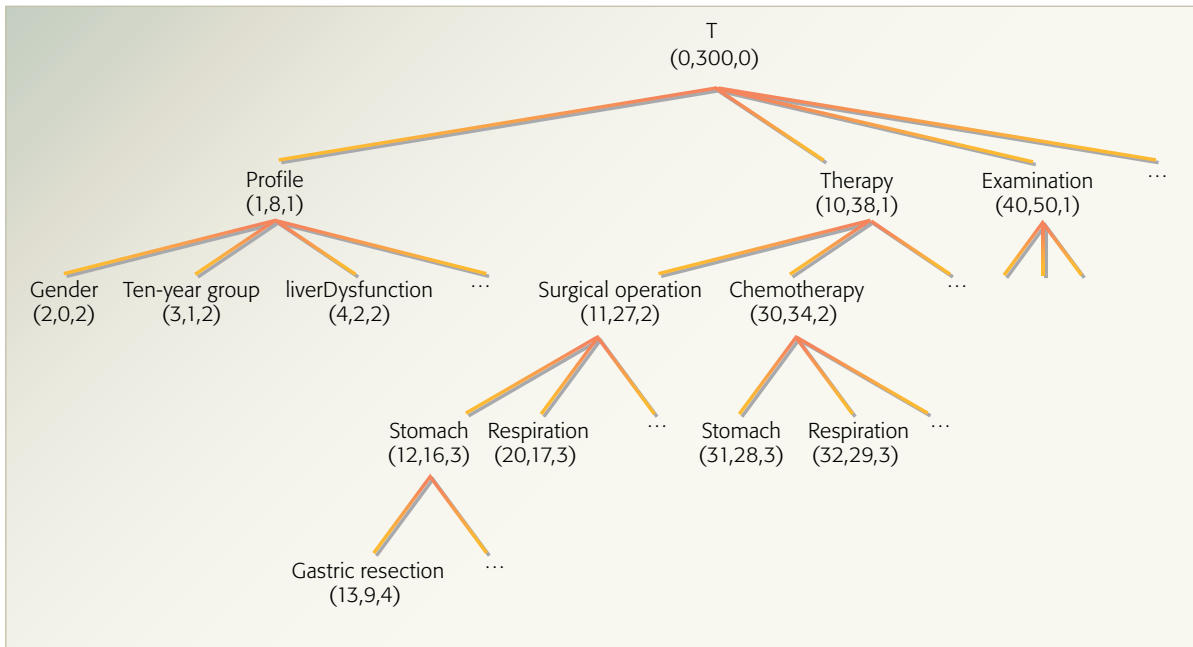 T
(0,300,0)
Profile
(1,8,1)
Therapy
(10,38,1)
Examination
(40,50,1)
...
Gender
(2,0,2)
Ten-year group
(3,1,2)
liverDysfunction
(4,2,2)
...
Surgical operation
(11,27,2)
Chemotherapy
(30,34,2)
...
Stomach
(12,16,3)
Respiration
(20,17,3)
...
Stomach
(31,28,3)
Respiration
(32,29,3)
...
Gastric resection
(13,9,4)
...